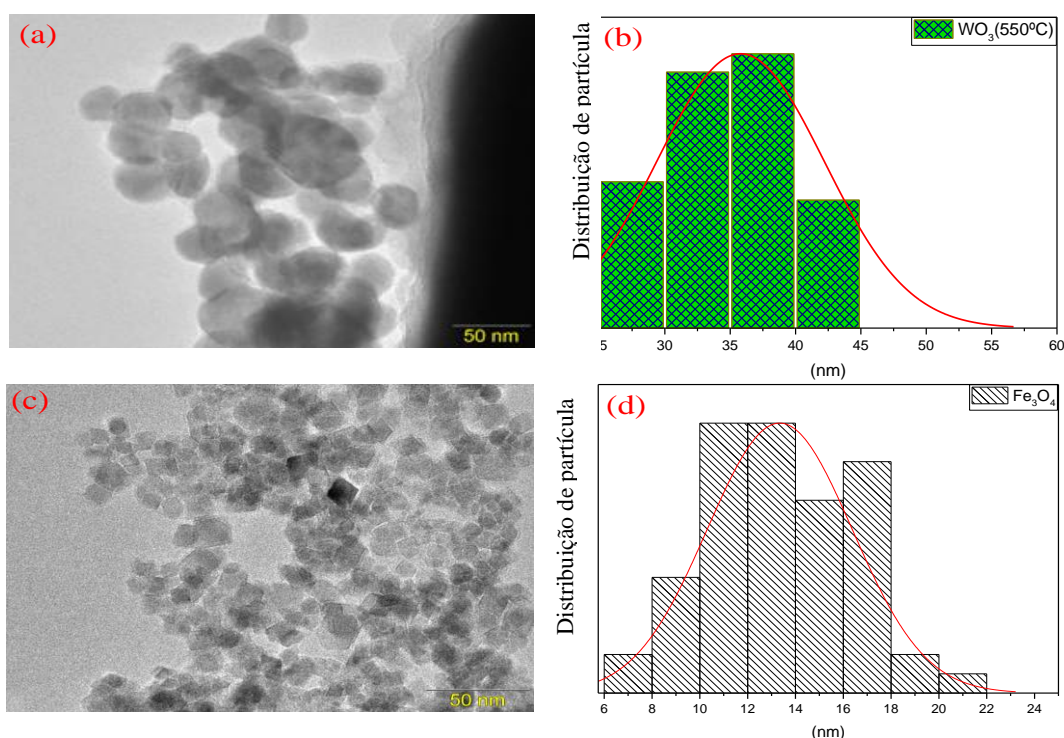 (a)
50 nm
(b)
WO₃(550ºC)
Distribuição de partícula
5 30 35 40 45 50 55 60
(nm)
(c)
50 nm
(d)
Fe₃O₄
Distribuição de partícula
6 8 10 12 14 16 18 20 22 24
(nm)